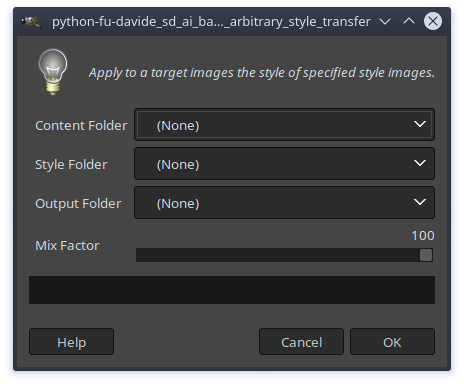 python-fu-davide_sd_ai_ba..._arbitrary_style_transfer
Apply to a target images the style of specified style images.
Content Folder (None)
Style Folder (None)
Output Folder (None)
100
Mix Factor
Help Cancel OK